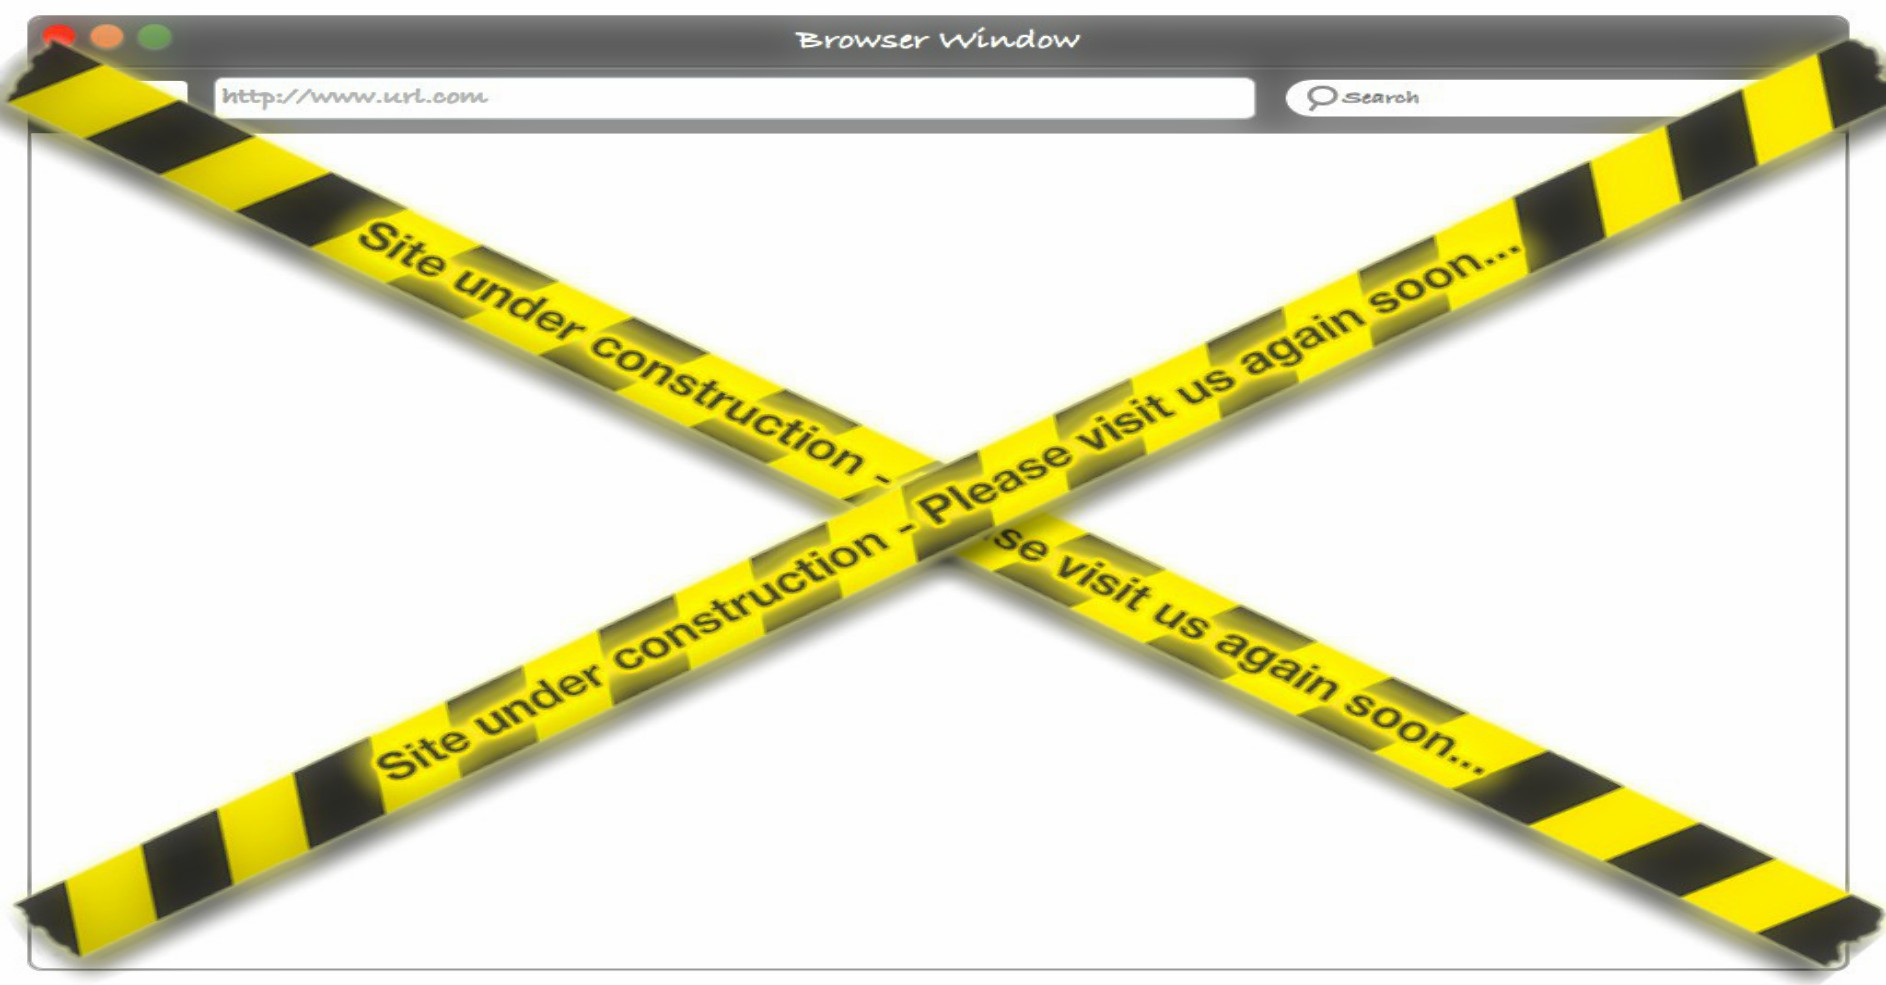 Browser Window
http://www.url.com
Search
Site under construction -
se visit us again soon...
Site under construction - Please visit us again soon...